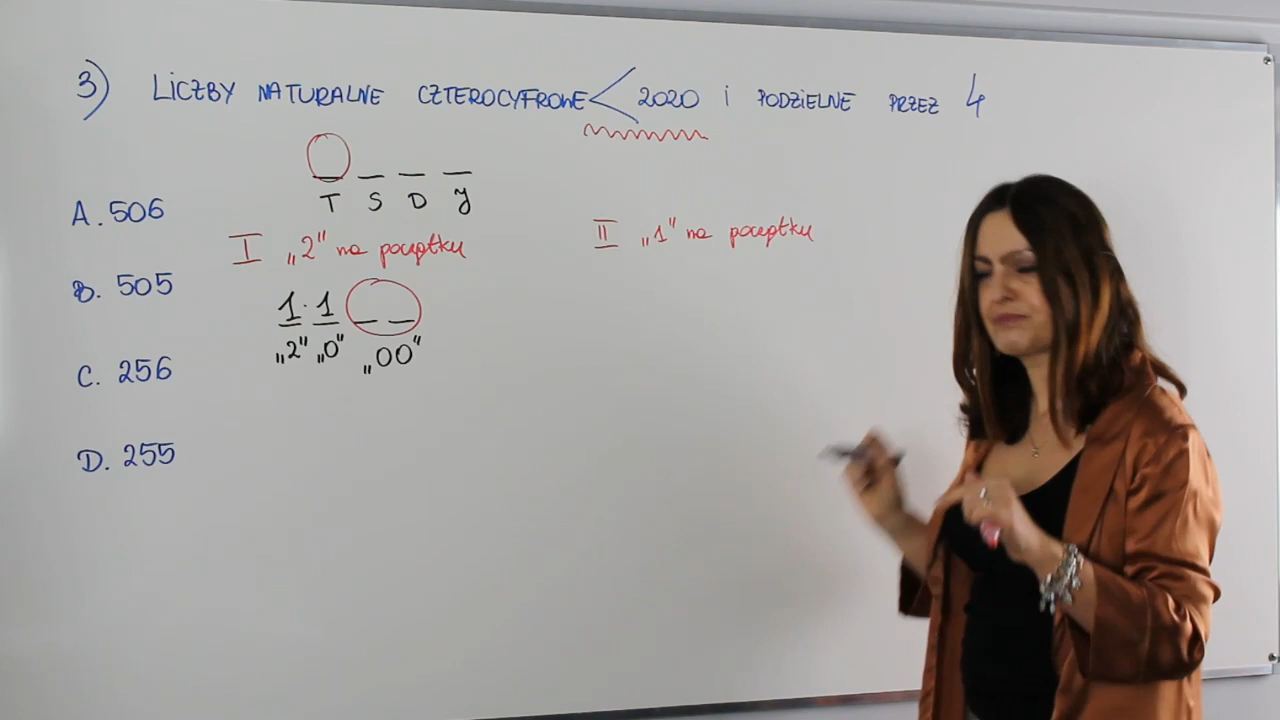 3) LICZBY NATURALNE CZTEROCYFROWE < 2020 i PODZIELNE PRZEZ 4
T S D J
A. 506
I „2" na początku
II „1" na początku
B. 505
1 · 1
„2" „0" „00"
C. 256
D. 255